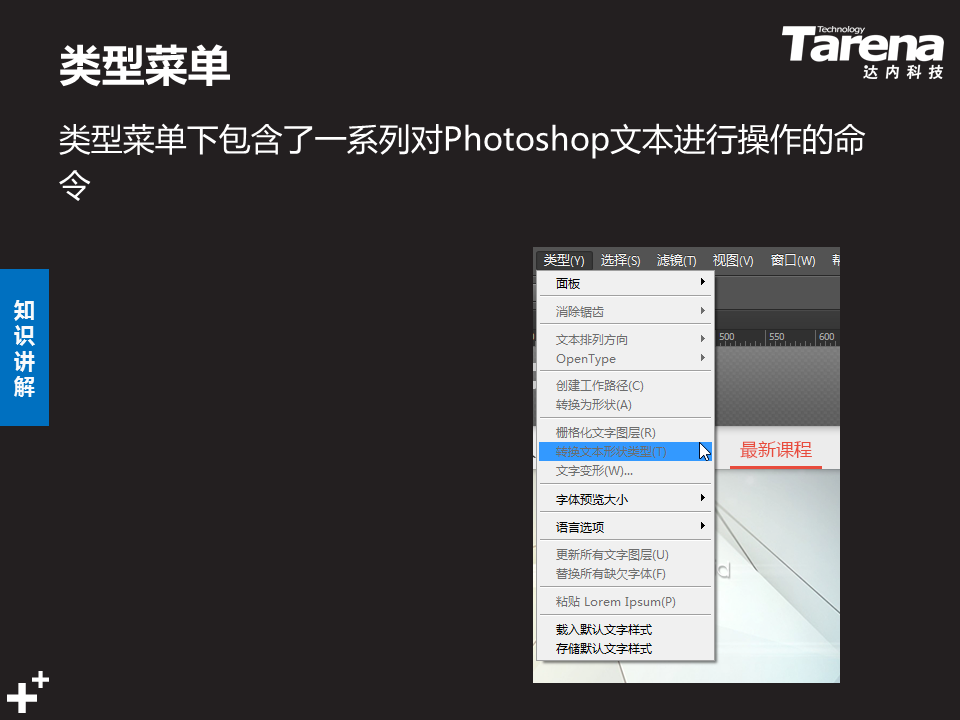 Technology
Tarena
达内科技
类型菜单
类型菜单下包含了一系列对Photoshop文本进行操作的命
令
知识讲解
类型(Y) 选择(S) 滤镜(T) 视图(V) 窗口(W)
面板
消除锯齿
文本排列方向
OpenType
创建工作路径(C)
转换为形状(A)
栅格化文字图层(R)
转换文本形状类型(T)
文字变形(W)...
字体预览大小
语言选项
更新所有文字图层(U)
替换所有缺欠字体(F)
粘贴 Lorem Ipsum(P)
载入默认文字样式
存储默认文字样式
500 550 600
最新课程